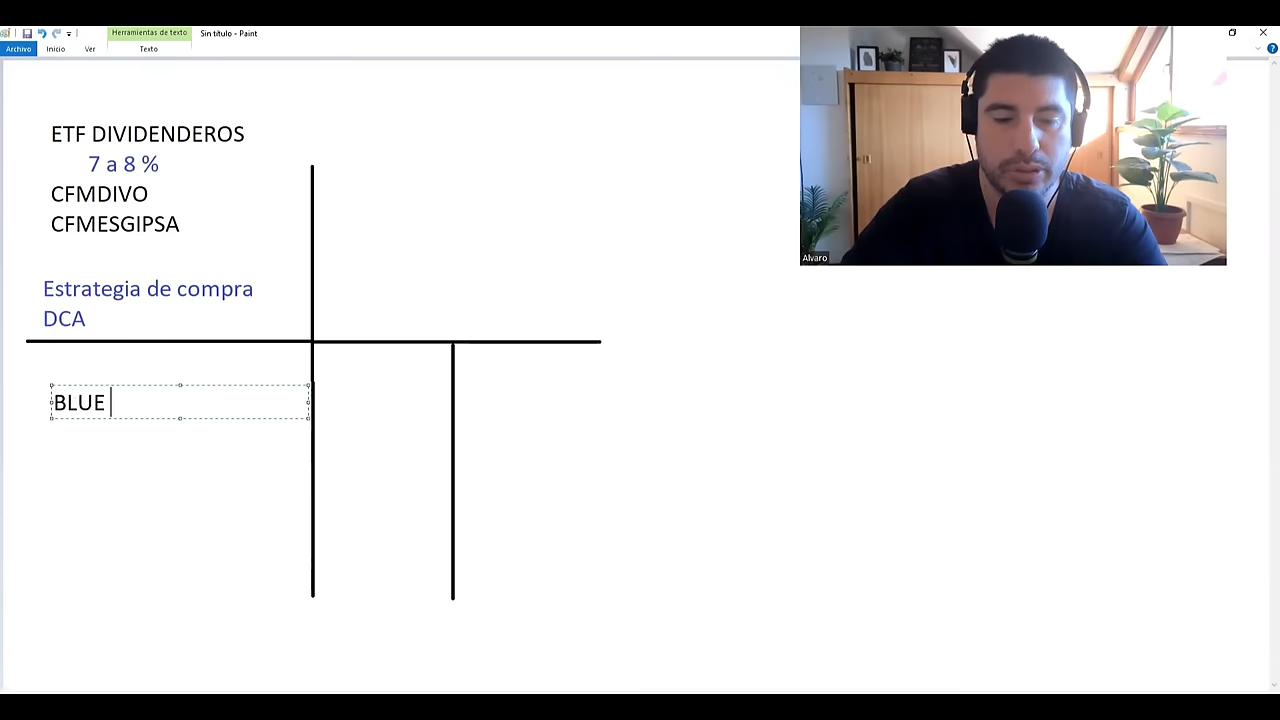 Herramientas de texto
Sin título - Paint
Archivo
Inicio
Ver
Texto
ETF DIVIDENDEROS
7 a 8 %
CFMDIVO
CFMESGIPSA
Estrategia de compra
DCA
BLUE
Alvaro